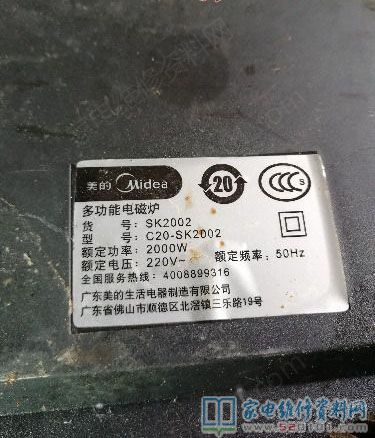 美的 Midea 20 CCC S
多功能电磁炉
货 号: SK2002
型 号: C20-SK2002
额定功率: 2000W
额定电压: 220V~ 额定频率: 50Hz
全国服务热线: 4008899316
广东美的生活电器制造有限公司
广东省佛山市顺德区北滘镇三乐路19号
家电维修资料网
www.520101.com